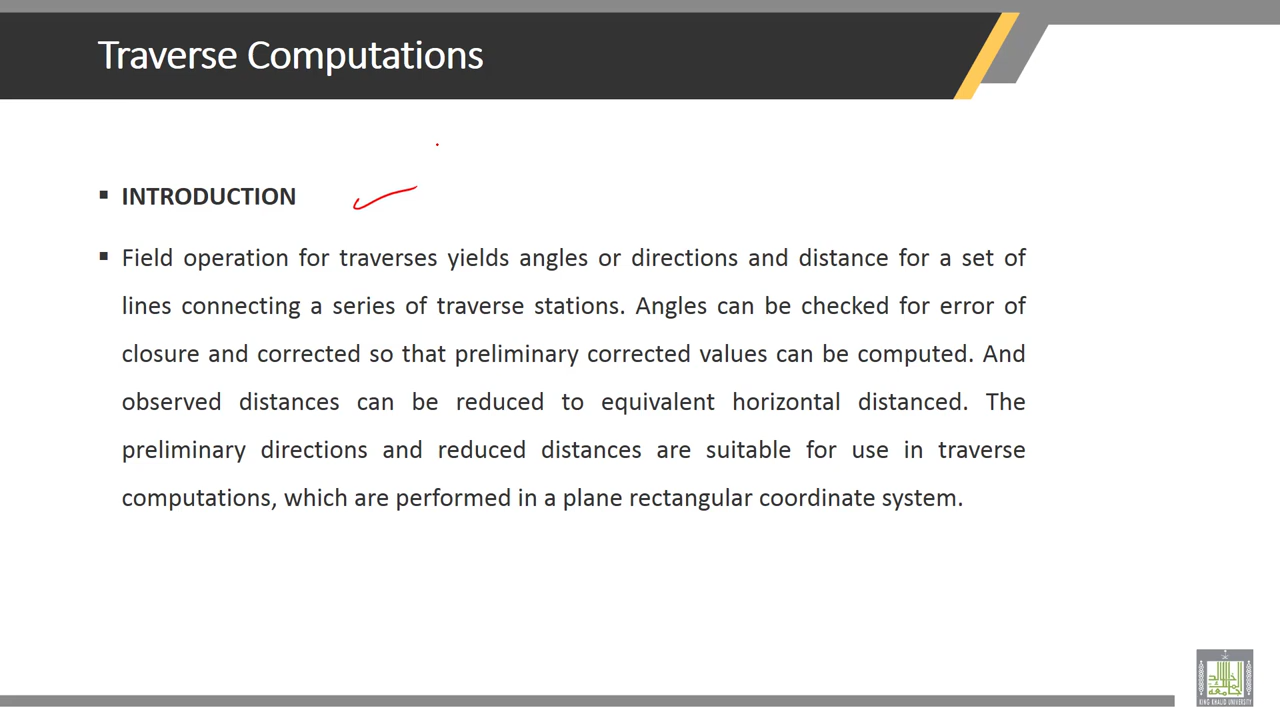 Traverse Computations
▪ INTRODUCTION
▪ Field operation for traverses yields angles or directions and distance for a set of
lines connecting a series of traverse stations. Angles can be checked for error of
closure and corrected so that preliminary corrected values can be computed. And
observed distances can be reduced to equivalent horizontal distanced. The
preliminary directions and reduced distances are suitable for use in traverse
computations, which are performed in a plane rectangular coordinate system.
KING KHALID UNIVERSITY